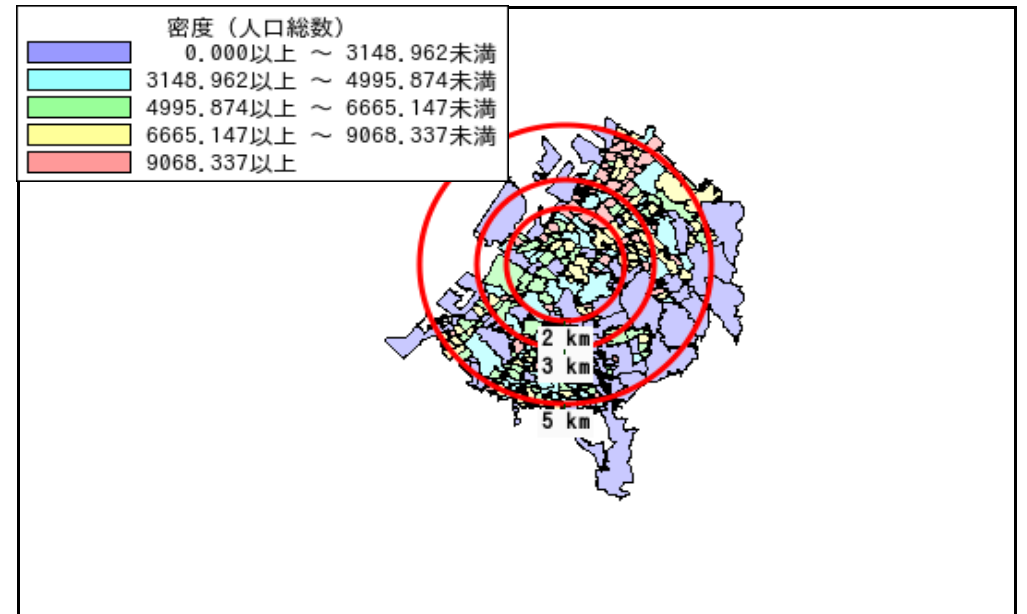 密度（人口総数）
0.000以上 ～ 3148.962未満
3148.962以上 ～ 4995.874未満
4995.874以上 ～ 6665.147未満
6665.147以上 ～ 9068.337未満
9068.337以上
2 km
3 km
5 km